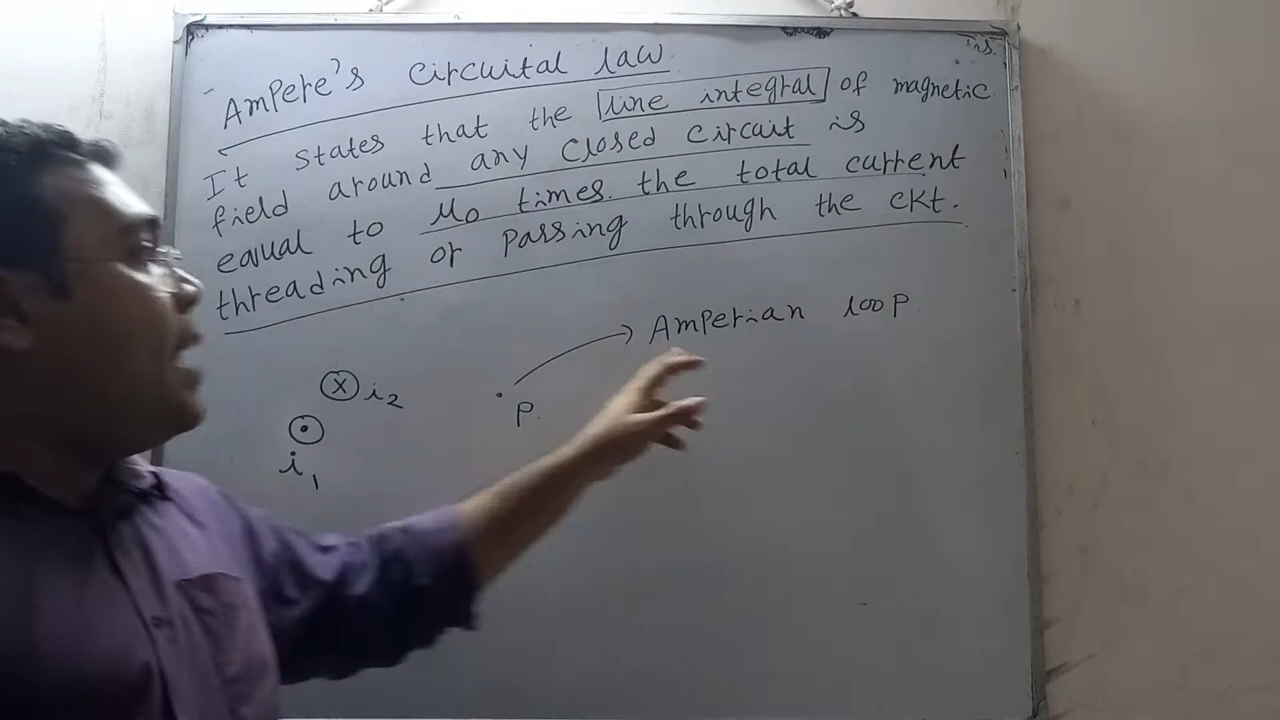 Ampere's Circuital law
It states that the line integral of magnetic
field around any closed circuit is
equal to μ0 times the total current
threading or passing through the ckt.
Amperian loop
x i2
P.
i1